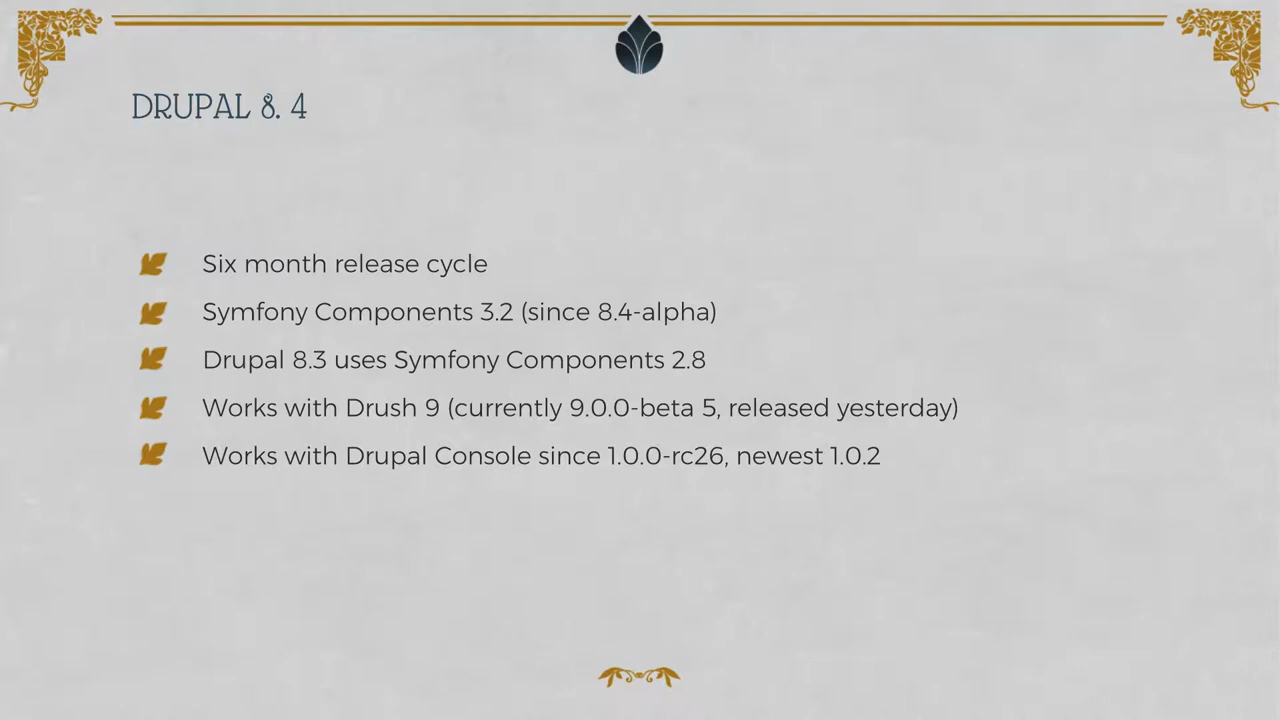 DRUPAL 8. 4
Six month release cycle
Symfony Components 3.2 (since 8.4-alpha)
Drupal 8.3 uses Symfony Components 2.8
Works with Drush 9 (currently 9.0.0-beta 5, released yesterday)
Works with Drupal Console since 1.0.0-rc26, newest 1.0.2